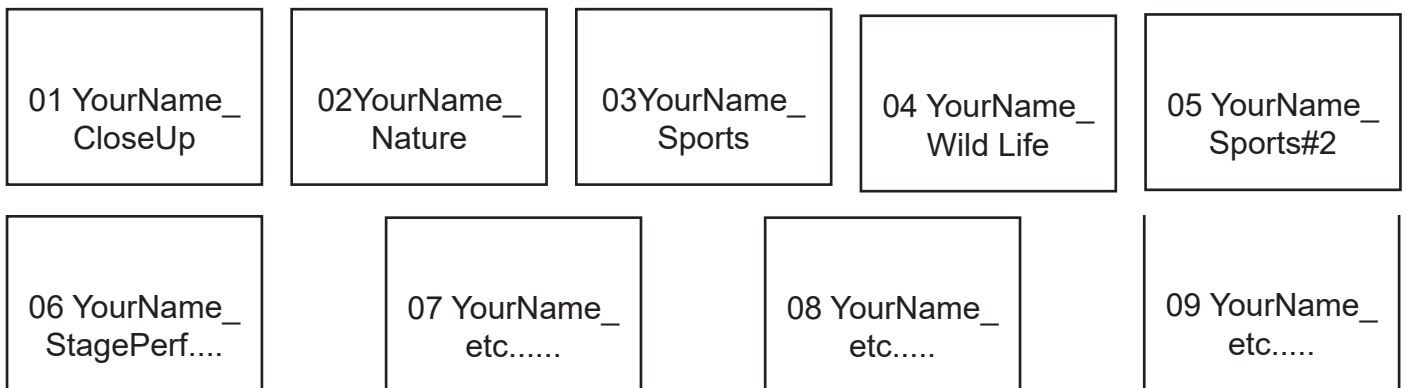 01 YourName_
CloseUp
02YourName_
Nature
03YourName_
Sports
04 YourName_
Wild Life
05 YourName_
Sports#2
06 YourName_
StagePerf....
07 YourName_
etc......
08 YourName_
etc.....
09 YourName_
etc.....